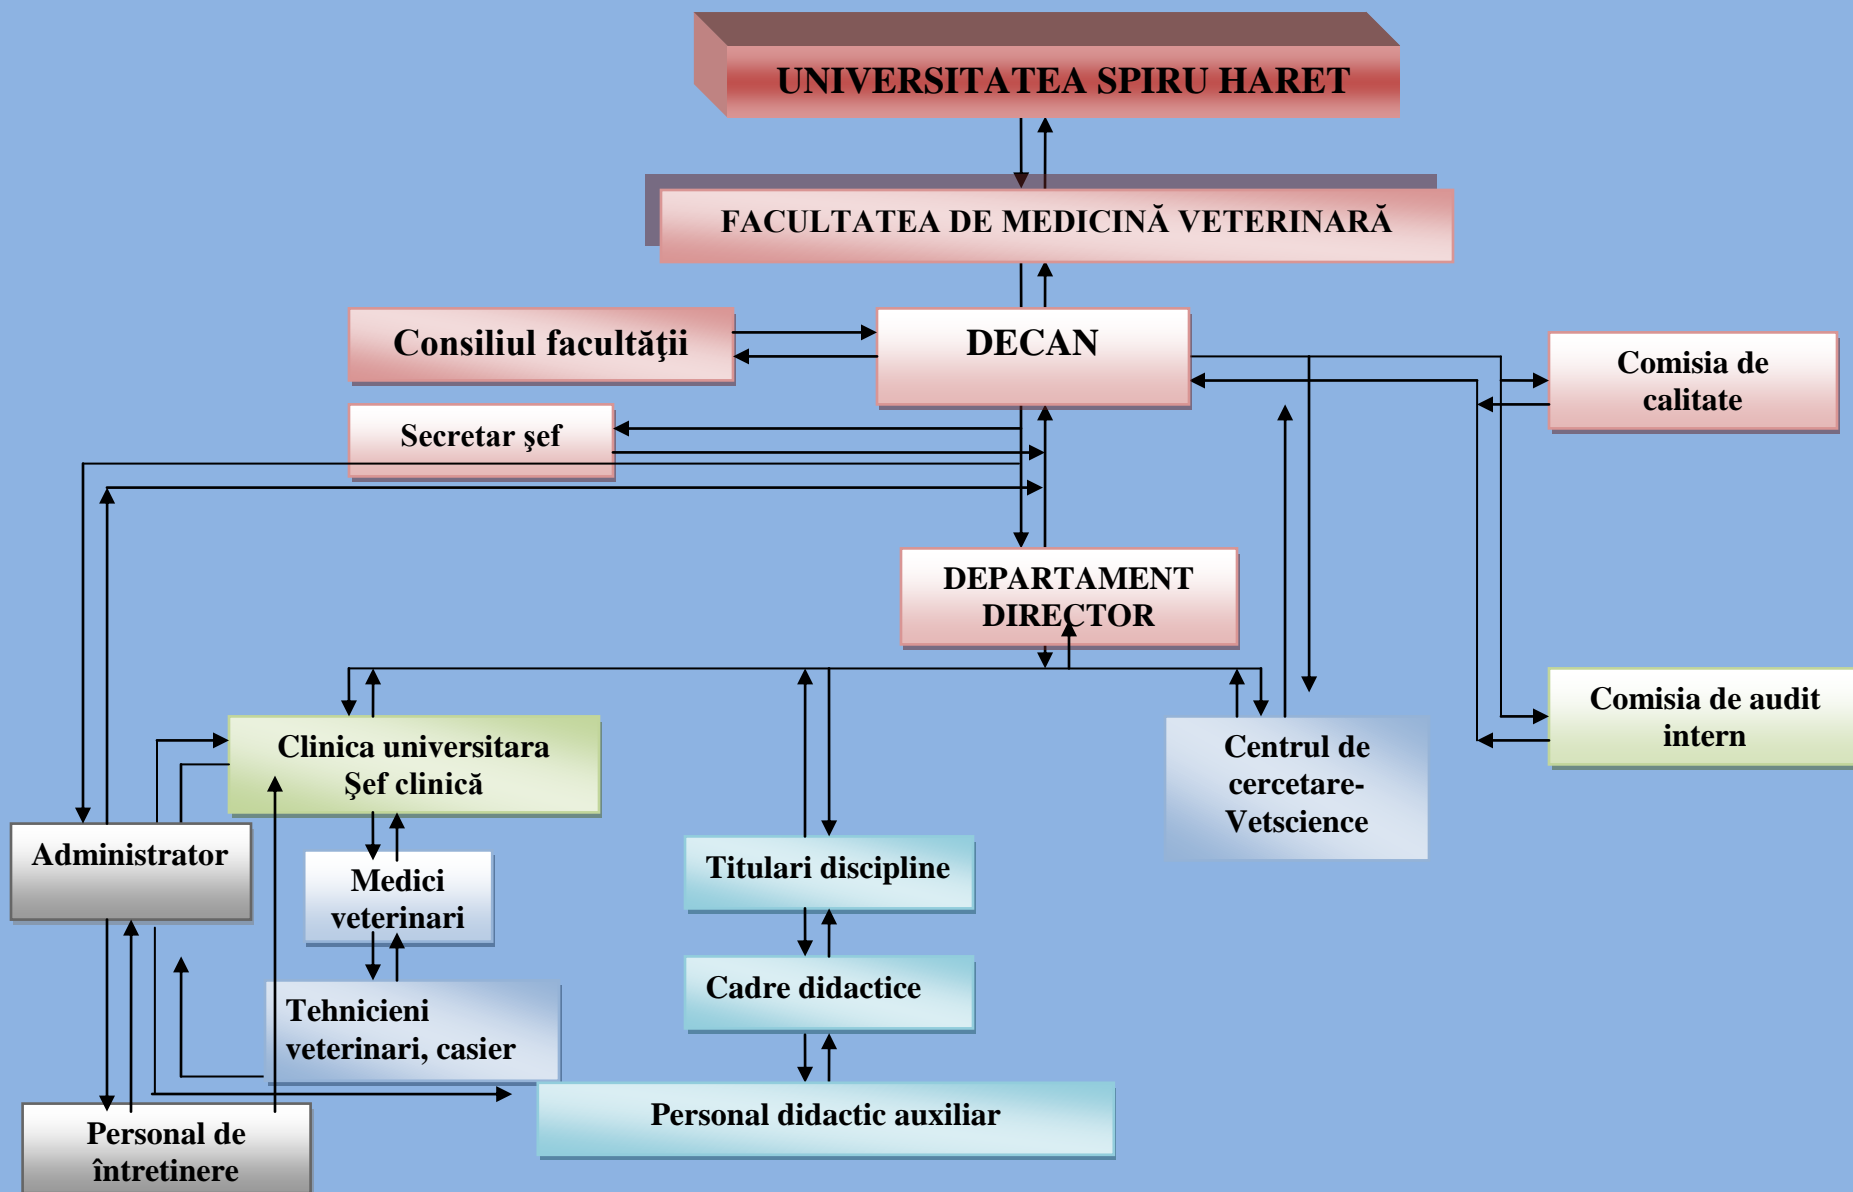 UNIVERSITATEA SPIRU HARET
FACULTATEA DE MEDICINĂ VETERINARĂ
Consiliul facultăţii
DECAN
Comisia de
calitate
Secretar şef
DEPARTAMENT
DIRECTOR
Comisia de audit
intern
Clinica universitara
Şef clinică
Centrul de
cercetare-
Vetscience
Administrator
Medici
veterinari
Titulari discipline
Cadre didactice
Tehnicieni
veterinari, casier
Personal didactic auxiliar
Personal de
întretinere